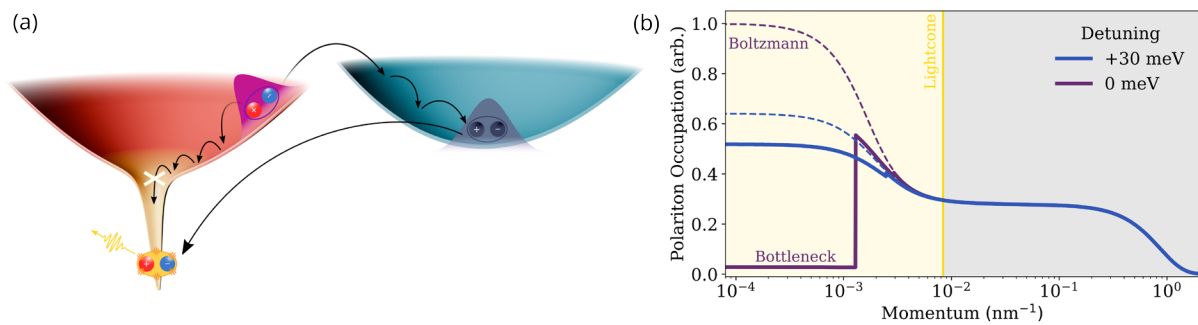 (a)
+
−
+
−
+
−
(b)
Polariton Occupation (arb.)
1.0
0.8
0.6
0.4
0.2
0.0
Boltzmann
Bottleneck
Lightcone
Detuning
+30 meV
0 meV
10⁻⁴
10⁻³
10⁻²
10⁻¹
10⁰
Momentum (nm⁻¹)